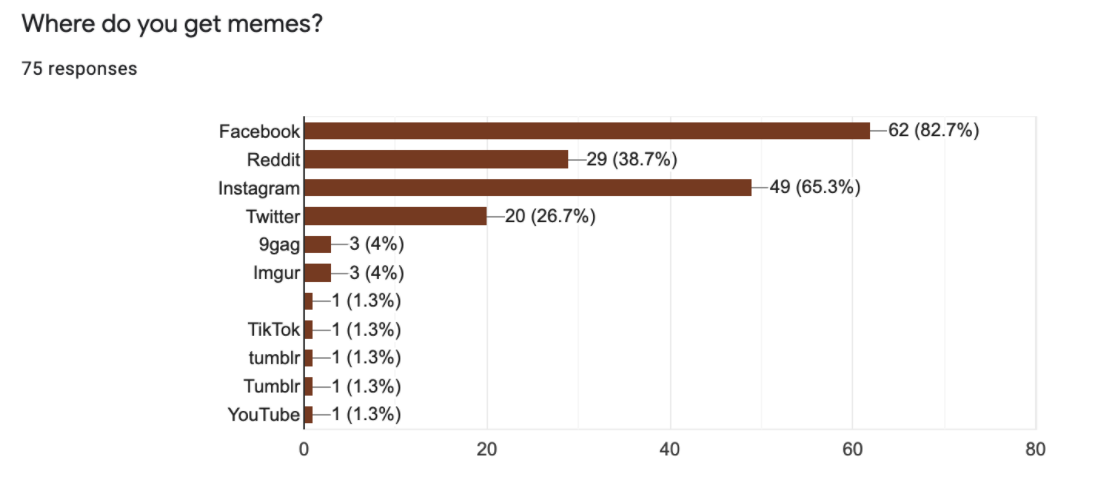 Where do you get memes?
75 responses
Facebook 62 (82.7%)
Reddit 29 (38.7%)
Instagram 49 (65.3%)
Twitter 20 (26.7%)
9gag 3 (4%)
Imgur 3 (4%)
1 (1.3%)
TikTok 1 (1.3%)
tumblr 1 (1.3%)
Tumblr 1 (1.3%)
YouTube 1 (1.3%)
0 20 40 60 80